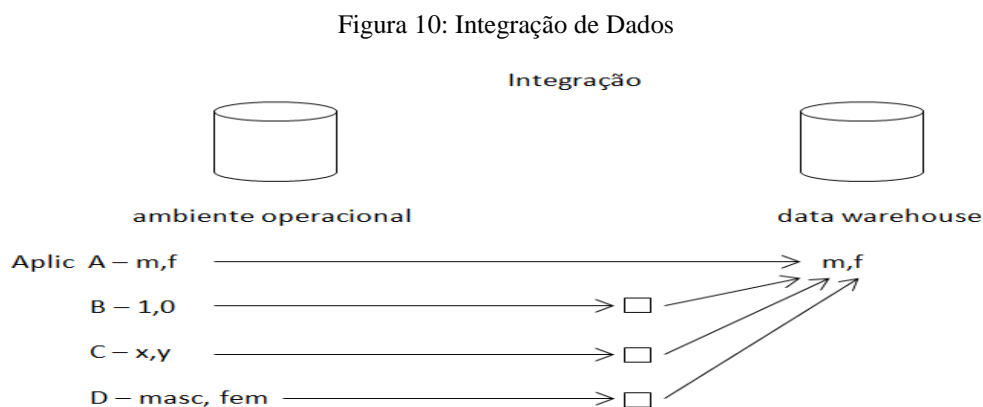 Figura 10: Integração de Dados
Integração
ambiente operacional
data warehouse
Aplic A – m,f
m,f
B – 1,0
C – x,y
D – masc, fem